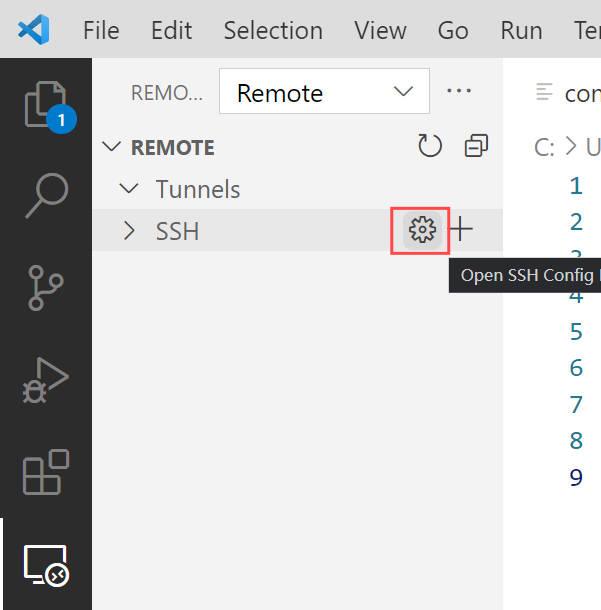 File Edit Selection View Go Run Te
REMO... Remote ...
con
1
REMOTE
C: > U
Tunnels
SSH
Open SSH Config
1
2
3
4
5
6
7
8
9